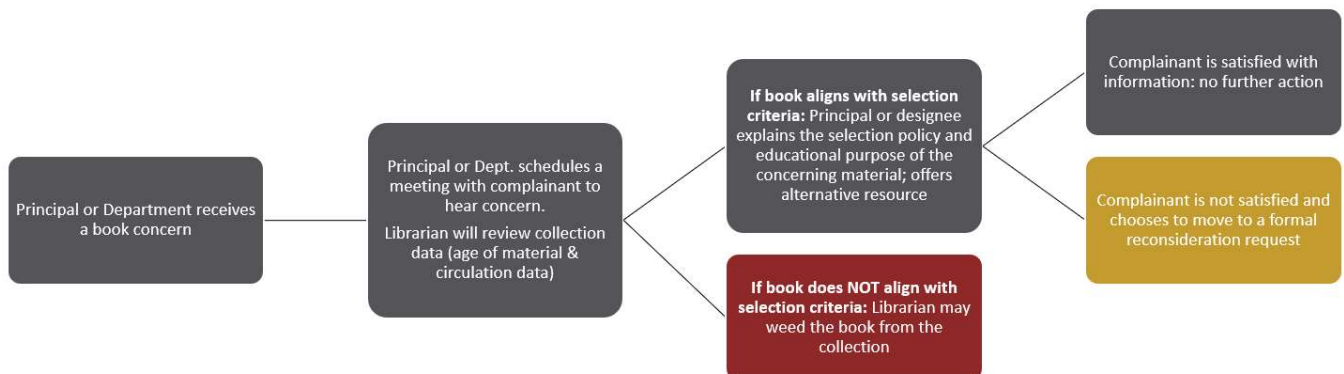 Principal or Department receives
a book concern
Principal or Dept. schedules a
meeting with complainant to
hear concern.
Librarian will review collection
data (age of material &
circulation data)
If book aligns with selection
criteria: Principal or designee
explains the selection policy and
educational purpose of the
concerning material; offers
alternative resource
If book does NOT align with
selection criteria: Librarian may
weed the book from the
collection
Complainant is satisfied with
information: no further action
Complainant is not satisfied and
chooses to move to a formal
reconsideration request